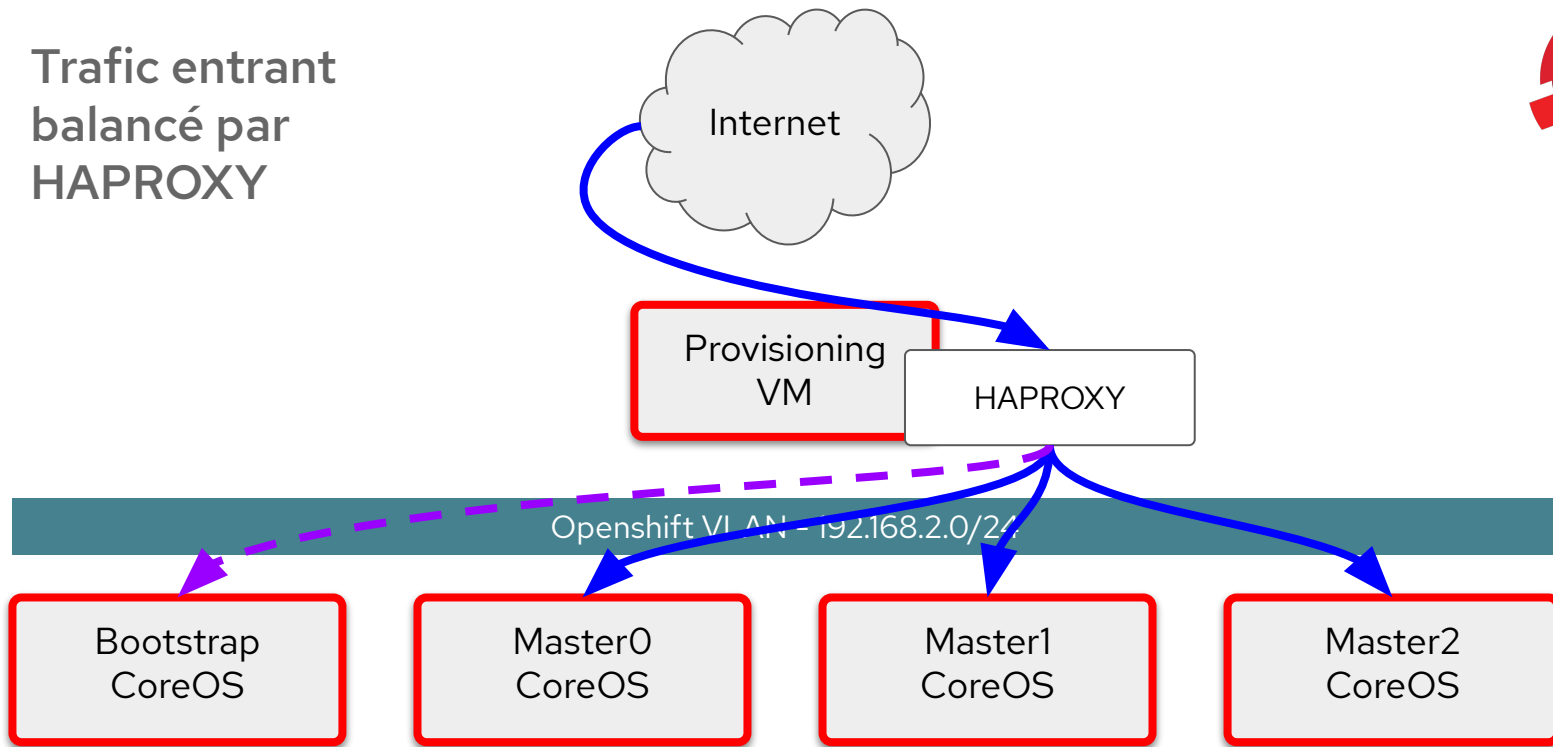 Trafic entrant
balancé par
HAPROXY
Internet
Provisioning
VM
HAPROXY
Openshift VLAN - 192.168.2.0/24
Bootstrap
CoreOS
Master0
CoreOS
Master1
CoreOS
Master2
CoreOS